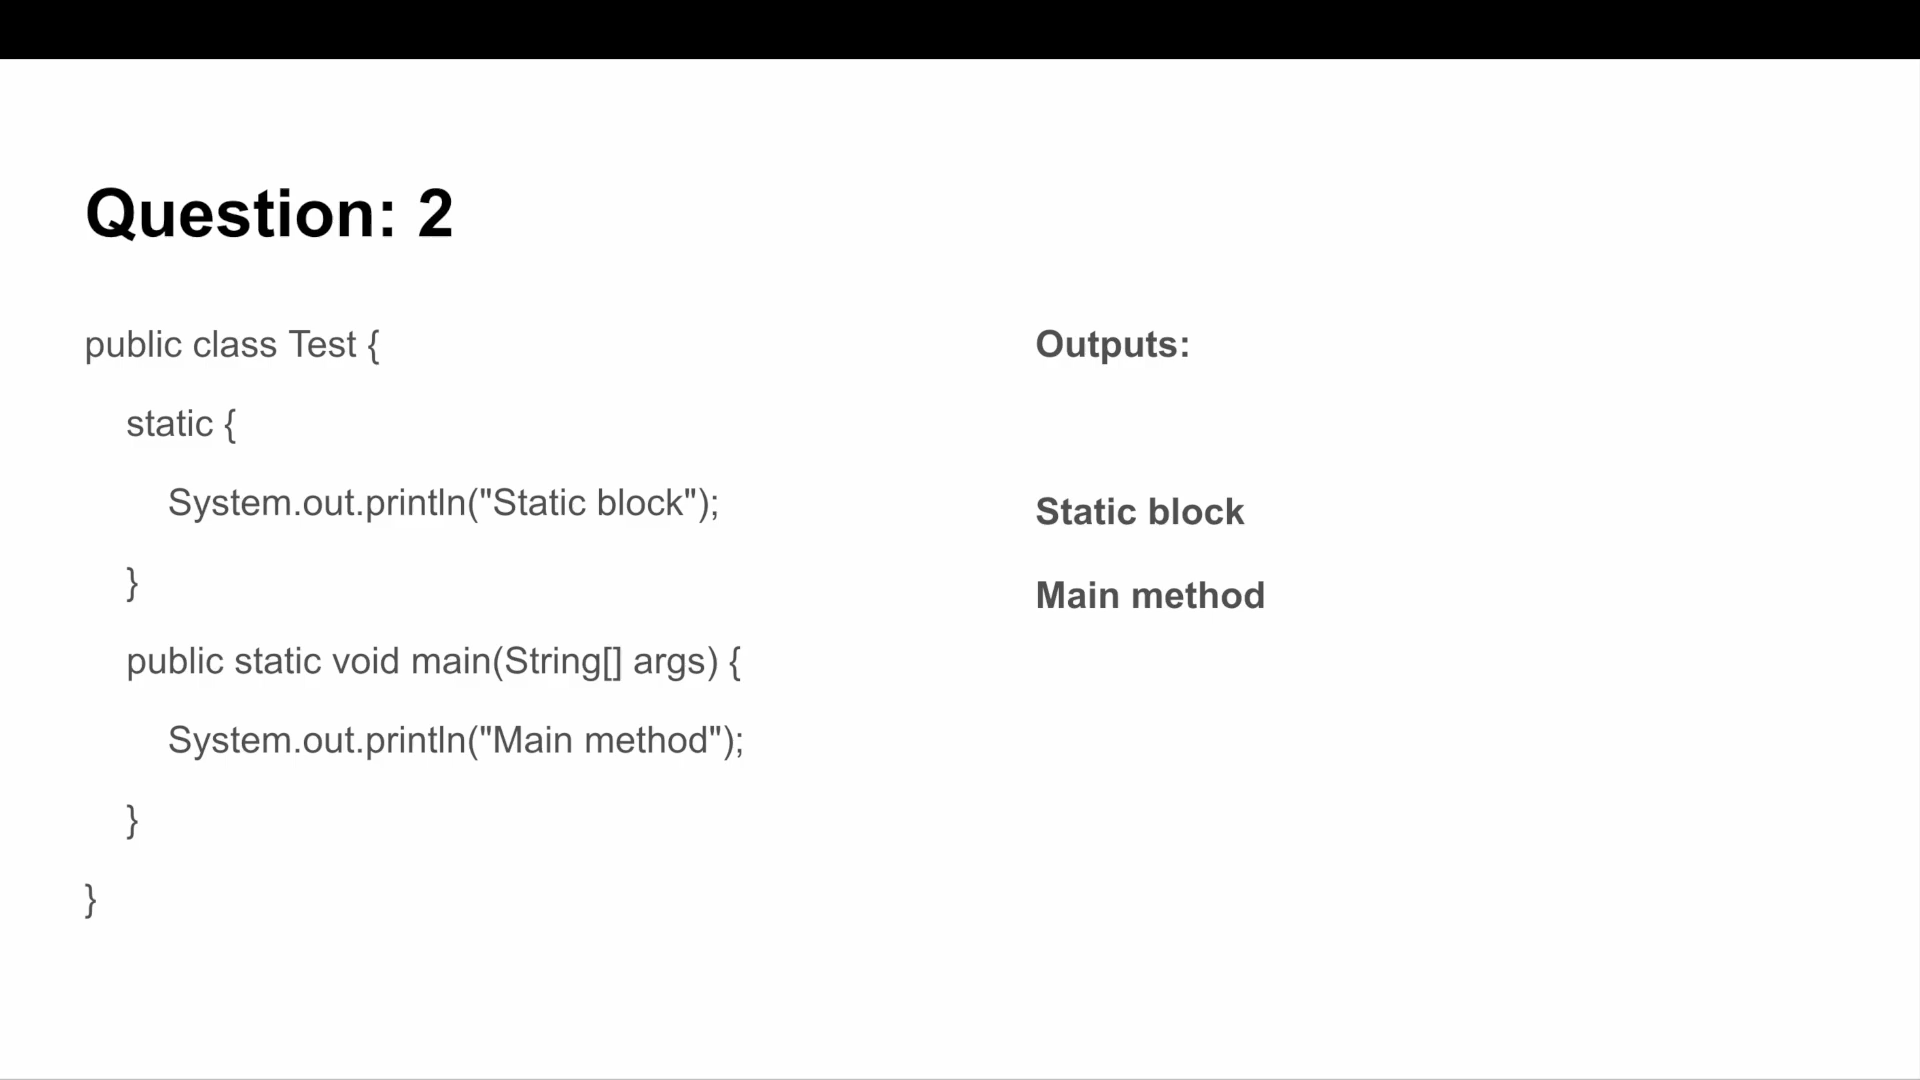 Question: 2
public class Test {
static {
System.out.println("Static block");
}
public static void main(String[] args) {
System.out.println("Main method");
}
}
Outputs:
Static block
Main method